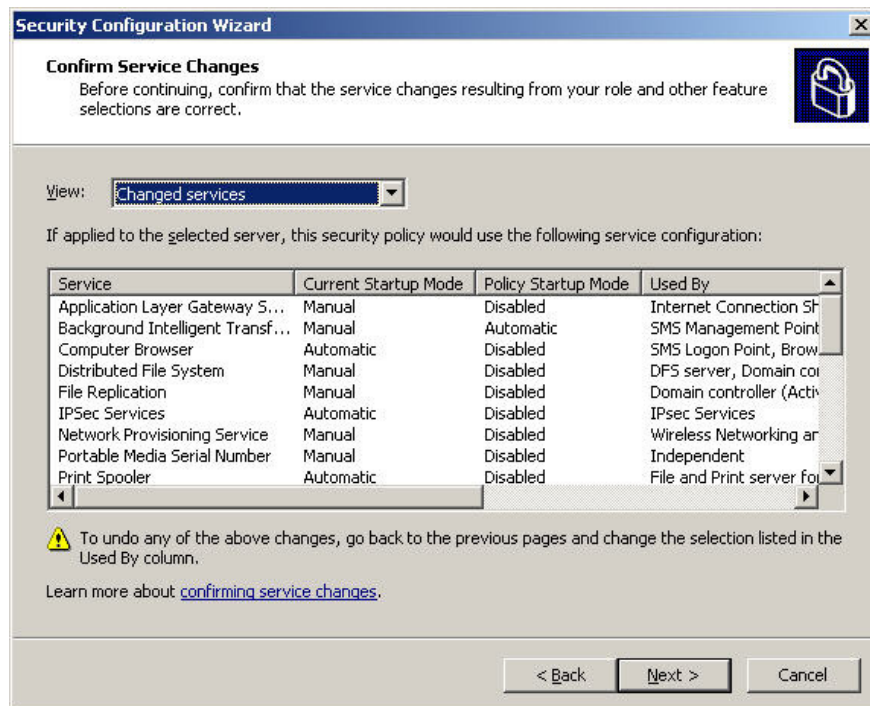 Security Configuration Wizard
Confirm Service Changes
Before continuing, confirm that the service changes resulting from your role and other feature
selections are correct.
View: Changed services
If applied to the selected server, this security policy would use the following service configuration:
Service Current Startup Mode Policy Startup Mode Used By
Application Layer Gateway S... Manual Disabled Internet Connection Sh
Background Intelligent Transf... Manual Automatic SMS Management Point
Computer Browser Automatic Disabled SMS Logon Point, Brow
Distributed File System Manual Disabled DFS server, Domain co
File Replication Manual Disabled Domain controller (Activ
IPSec Services Automatic Disabled IPsec Services
Network Provisioning Service Manual Disabled Wireless Networking an
Portable Media Serial Number Manual Disabled Independent
Print Spooler Automatic Disabled File and Print server fo
To undo any of the above changes, go back to the previous pages and change the selection listed in the
Used By column.
Learn more about confirming service changes.
< Back Next > Cancel